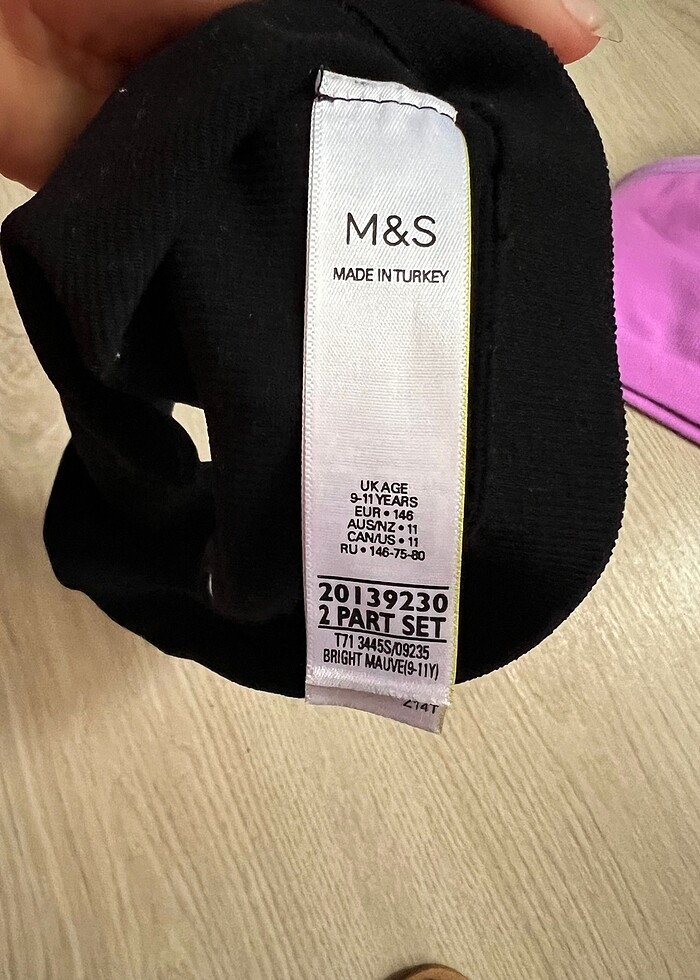 M&S
MADE IN TURKEY
UK AGE
9-11 YEARS
EUR • 146
AUS/NZ • 11
CAN/US • 11
RU • 146-75-80
20139230
2 PART SET
T71 3445S/09235
BRIGHT MAUVE(9-11Y)